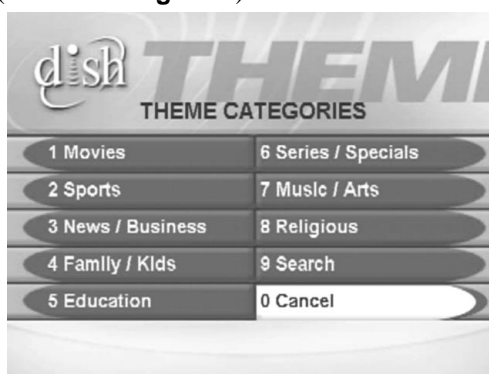 dish
THEME
THEME CATEGORIES
1 Movies
2 Sports
3 News / Business
4 Family / Kids
5 Education
6 Series / Specials
7 Music / Arts
8 Religious
9 Search
0 Cancel